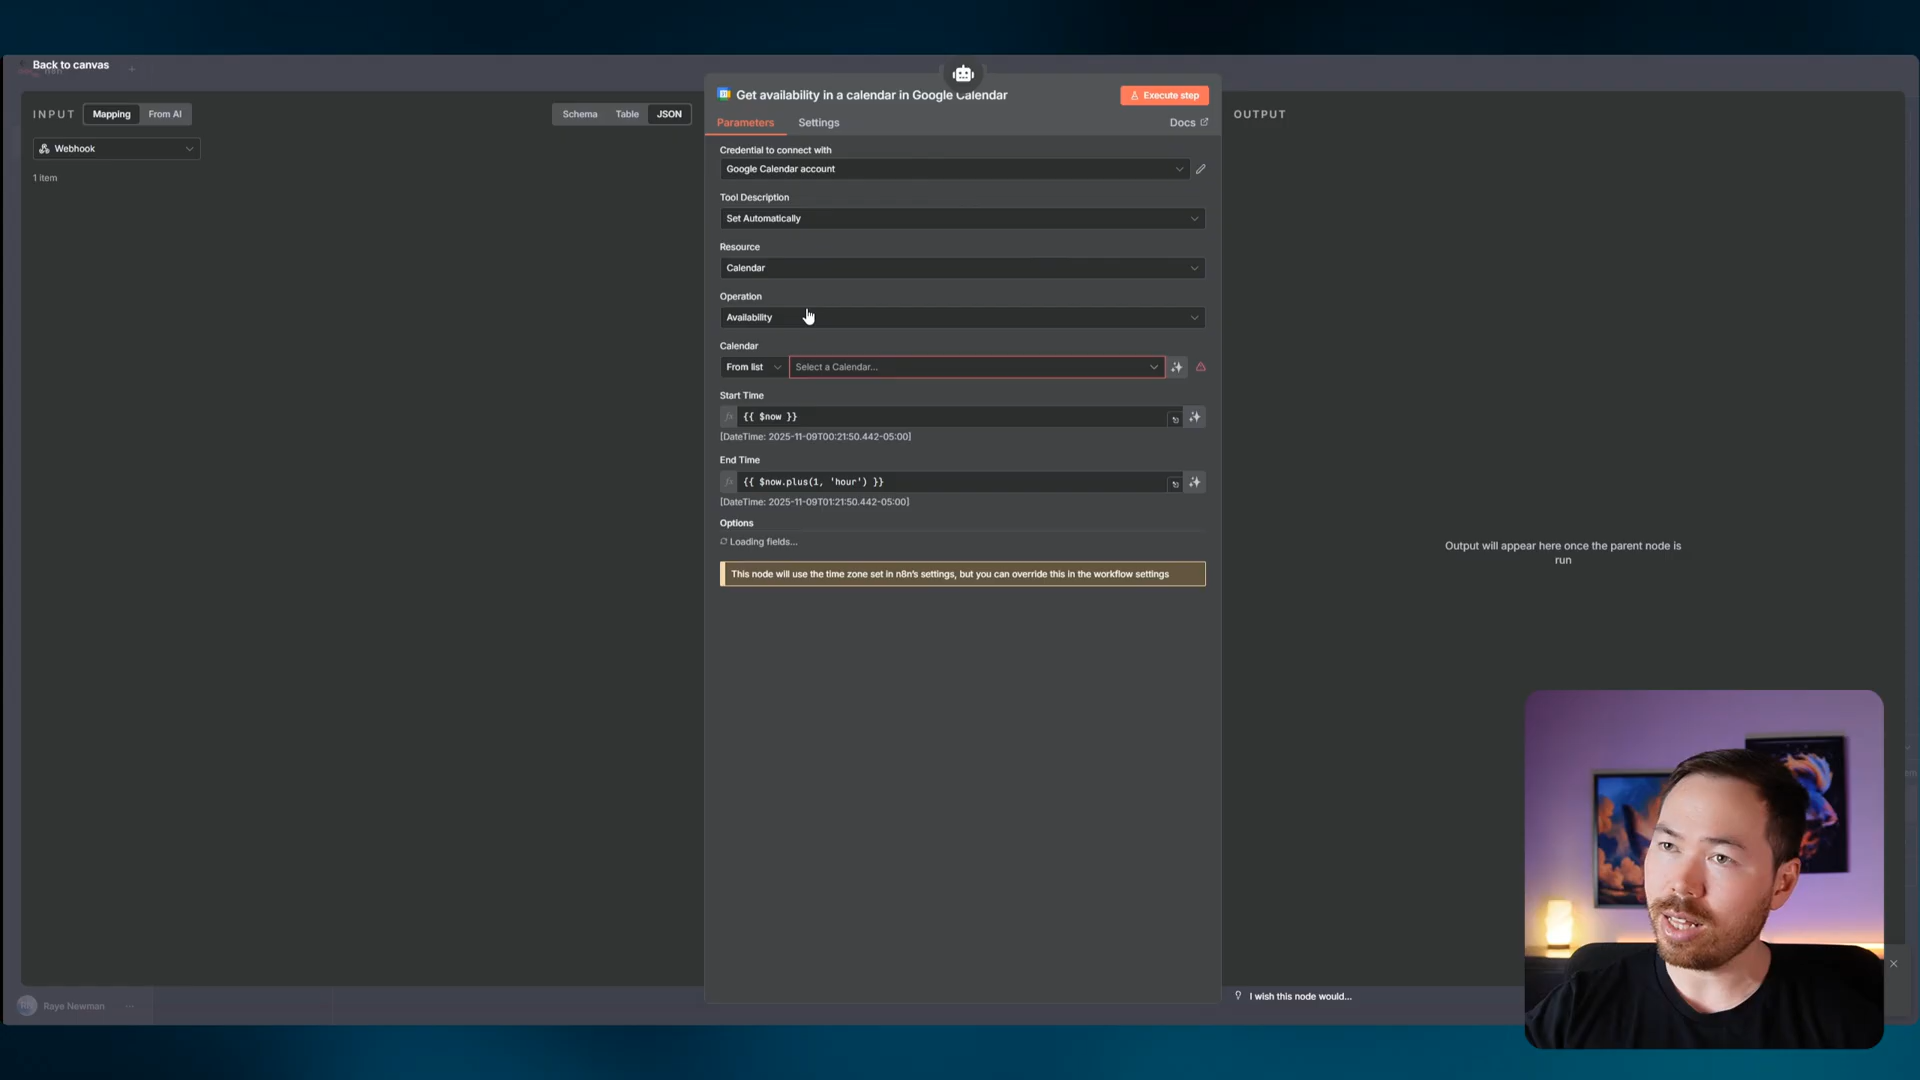 Back to canvas
INPUT
Mapping
From AI
Schema
Table
JSON
Webhook
1 item
Get availability in a calendar in Google Calendar
Execute step
Parameters
Settings
Docs
Credential to connect with
Google Calendar account
Tool Description
Set Automatically
Resource
Calendar
Operation
Availability
Calendar
From list
Select a Calendar...
Start Time
fx
{{ $now }}
[DateTime: 2025-11-09T00:21:50.442-05:00]
End Time
fx
{{ $now.plus(1, 'hour') }}
[DateTime: 2025-11-09T01:21:50.442-05:00]
Options
Loading fields...
This node will use the time zone set in n8n's settings, but you can override this in the workflow settings
OUTPUT
Output will appear here once the parent node is
run
I wish this node would...
Raye Newman